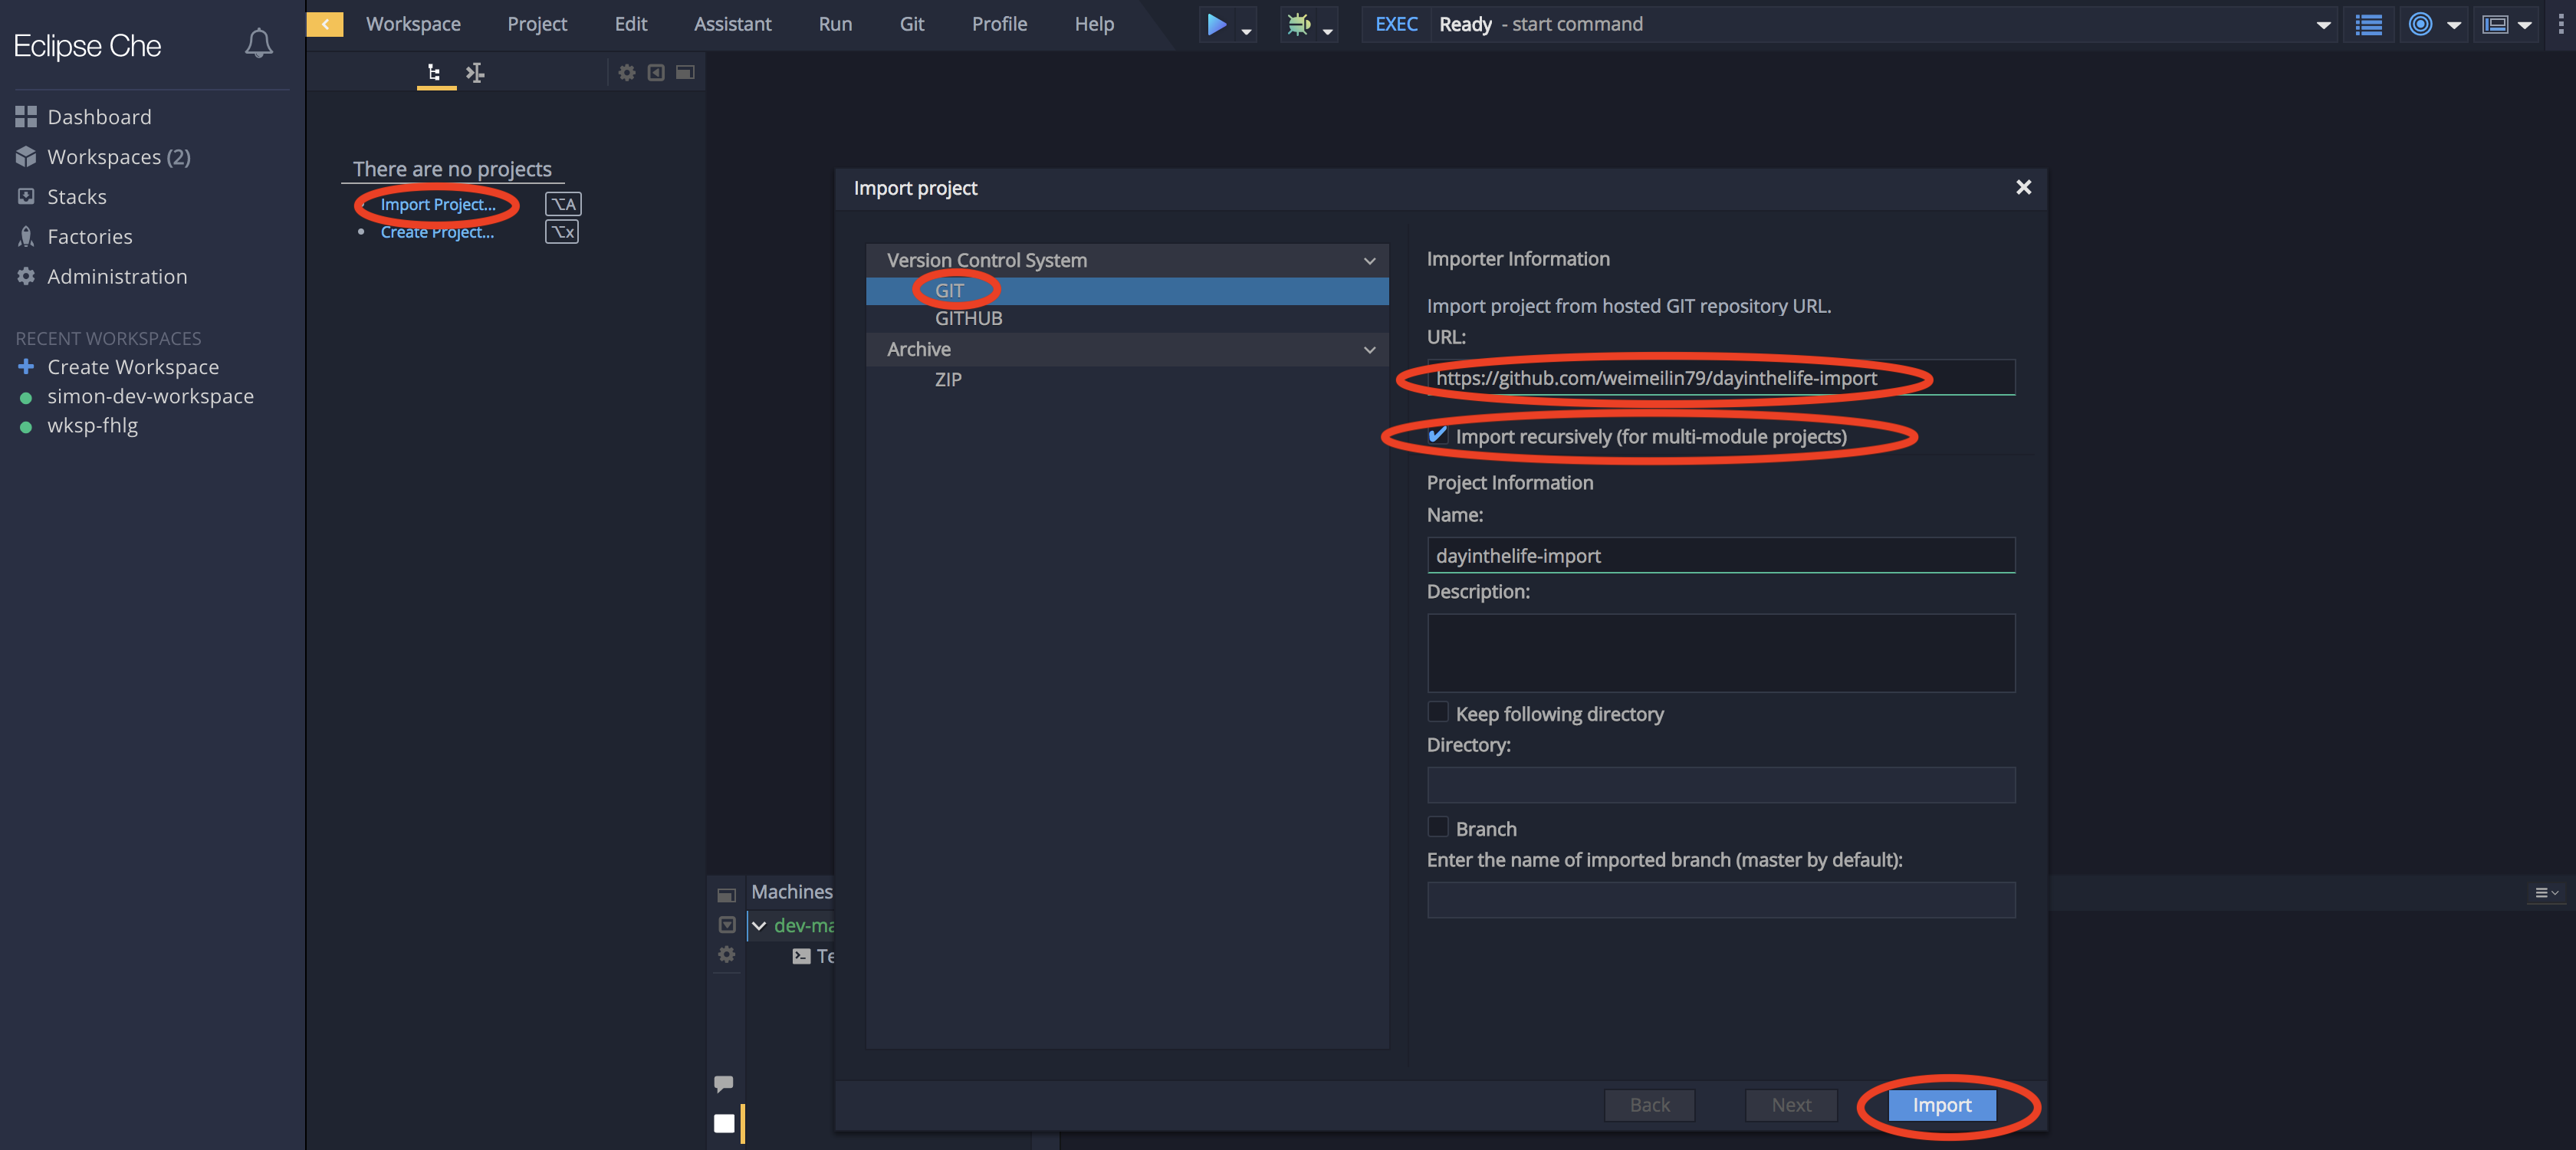 Eclipse Che
Dashboard
Workspaces (2)
Stacks
Factories
Administration
RECENT WORKSPACES
Create Workspace
simon-dev-workspace
wksp-fhlg
Workspace Project Edit Assistant Run Git Profile Help
EXEC Ready - start command
There are no projects
Import Project... ⌥A
Create Project... ⌥x
Import project
Version Control System
GIT
GITHUB
Archive
ZIP
Importer Information
Import project from hosted GIT repository URL.
URL:
https://github.com/weimeilin79/dayinthelife-import
Import recursively (for multi-module projects)
Project Information
Name:
dayinthelife-import
Description:
Keep following directory
Directory:
Branch
Enter the name of imported branch (master by default):
Back Next Import
Machines
dev-ma
Te